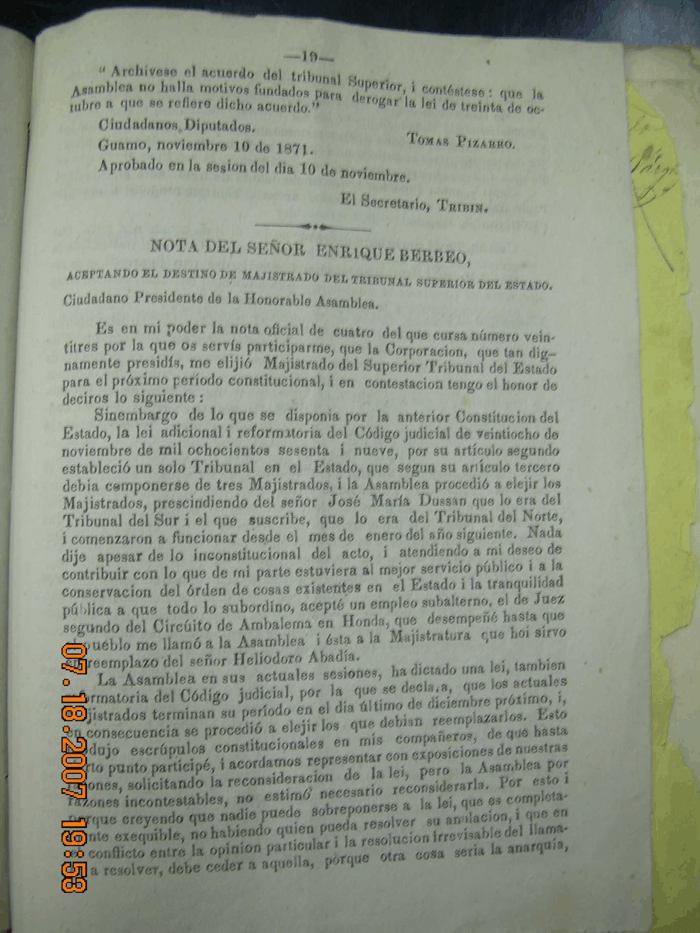 —19—
" Archívese el acuerdo del tribunal Superior, i contéstese: que la
Asamblea no halla motivos fundados para derogar la lei de treinta de oc-
tubre a que se refiere dicho acuerdo."
Ciudadanos Diputados.
Tomas Pizarro.
Guamo, noviembre 10 de 1871.
Aprobado en la sesion del dia 10 de noviembre.
El Secretario, Tribin.
NOTA DEL SEÑOR ENRIQUE BERBEO,
ACEPTANDO EL DESTINO DE MAJISTRADO DEL TRIBUNAL SUPERIOR DEL ESTADO.
Ciudadano Presidente de la Honorable Asamblea.
Es en mi poder la nota oficial de cuatro del que cursa número vein-
titres por la que os servís participarme, que la Corporacion, que tan dig-
namente presidís, me elijió Majistrado del Superior Tribunal del Estado
para el próximo periodo constitucional, i en contestacion tengo el honor de
deciros lo siguiente :
Sinembargo de lo que se disponia por la anterior Constitucion del
Estado, la lei adicional i reformatoria del Código judicial de veintiocho de
noviembre de mil ochocientos sesenta i nueve, por su artículo segundo
estableció un solo Tribunal en el Estado, que segun su artículo tercero
debia componerse de tres Majistrados, i la Asamblea procedió a elejir los
Majistrados, prescindiendo del señor José María Dussan que lo era del
Tribunal del Sur i el que suscribe, que lo era del Tribunal del Norte,
i comenzaron a funcionar desde el mes de enero del año siguiente. Nada
dije apesar de lo inconstitucional del acto, i atendiendo a mi deseo de
contribuir con lo que de mi parte estuviera al mejor servicio público i a la
conservacion del órden de cosas existentes en el Estado i la tranquilidad
pública a que todo lo subordino, acepté un empleo subalterno, el de Juez
segundo del Circúito de Ambalema en Honda, que desempeñé hasta que
pueblo me llamó a la Asamblea i ésta a la Majistratura que hoi sirvo
reemplazo del señor Heliodoro Abadía.
La Asamblea en sus actuales sesiones, ha dictado una lei, tambien
ormatoria del Código judicial, por la que se decla.a, que los actuales
jistrados terminan su período en el dia último de diciembre próximo, i,
en consecuencia se procedió a elejir los que debian reemplazarlos. Esto
dujo escrúpulos constitucionales en mis compañeros, de que hasta
rto punto participé, i acordamos representar con exposiciones de nuestras
ones, solicitando la reconsideracion de la lei, pero la Asamblea por
razones incontestables, no estimó necesario reconsiderarla. Por esto i
rque creyendo que nadie puede sobreponerse a la lei, que es completa-
nte exequible, no habiendo quien pueda resolver su anulacion, i que en
conflicto entre la opinion particular i la resolucion irrevisable del llama-
a resolver, debe ceder a aquella, porque otra cosa seria la anarquía,
07.18.2007 19:53